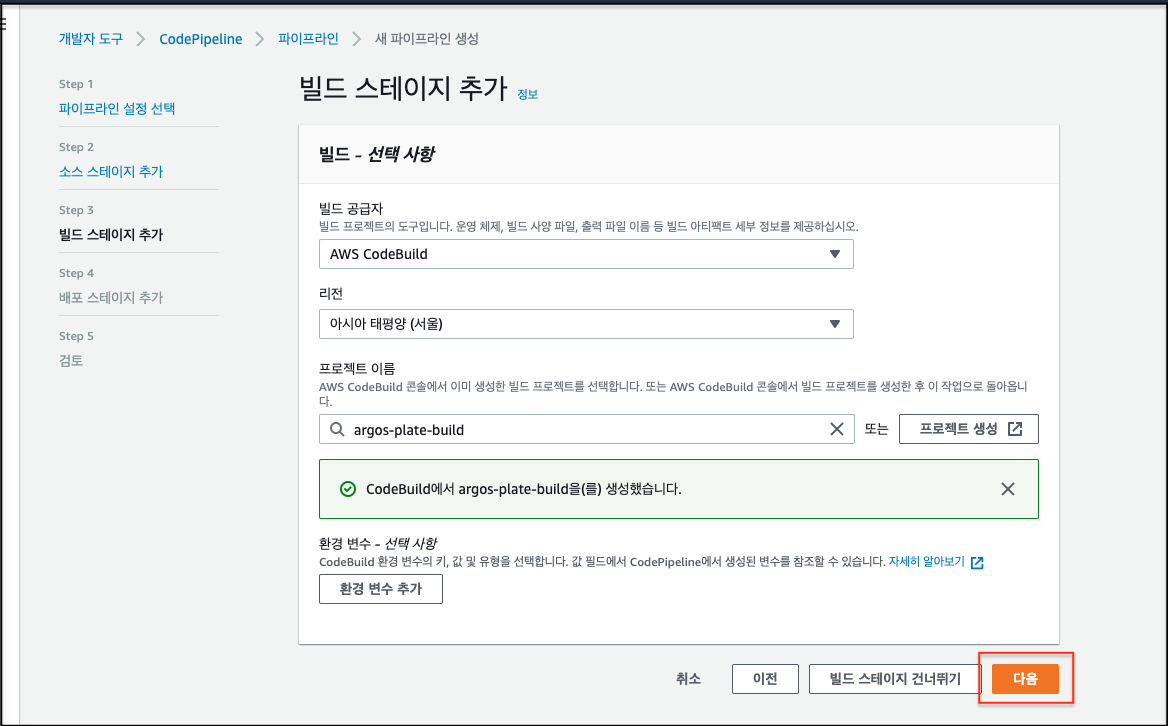 개발자 도구 > CodePipeline > 파이프라인 > 새 파이프라인 생성
Step 1
파이프라인 설정 선택
Step 2
소스 스테이지 추가
Step 3
빌드 스테이지 추가
Step 4
배포 스테이지 추가
Step 5
검토
빌드 스테이지 추가 정보
빌드 - 선택 사항
빌드 공급자
빌드 프로젝트의 도구입니다. 운영 체제, 빌드 사양 파일, 출력 파일 이름 등 빌드 아티팩트 세부 정보를 제공하십시오.
AWS CodeBuild
리전
아시아 태평양 (서울)
프로젝트 이름
AWS CodeBuild 콘솔에서 이미 생성한 빌드 프로젝트를 선택합니다. 또는 AWS CodeBuild 콘솔에서 빌드 프로젝트를 생성한 후 이 작업으로 돌아옵니
다.
argos-plate-build 또는 프로젝트 생성
CodeBuild에서 argos-plate-build을(를) 생성했습니다.
환경 변수 - 선택 사항
CodeBuild 환경 변수의 키, 값 및 유형을 선택합니다. 값 필드에서 CodePipeline에서 생성된 변수를 참조할 수 있습니다. 자세히 알아보기
환경 변수 추가
취소 이전 빌드 스테이지 건너뛰기 다음